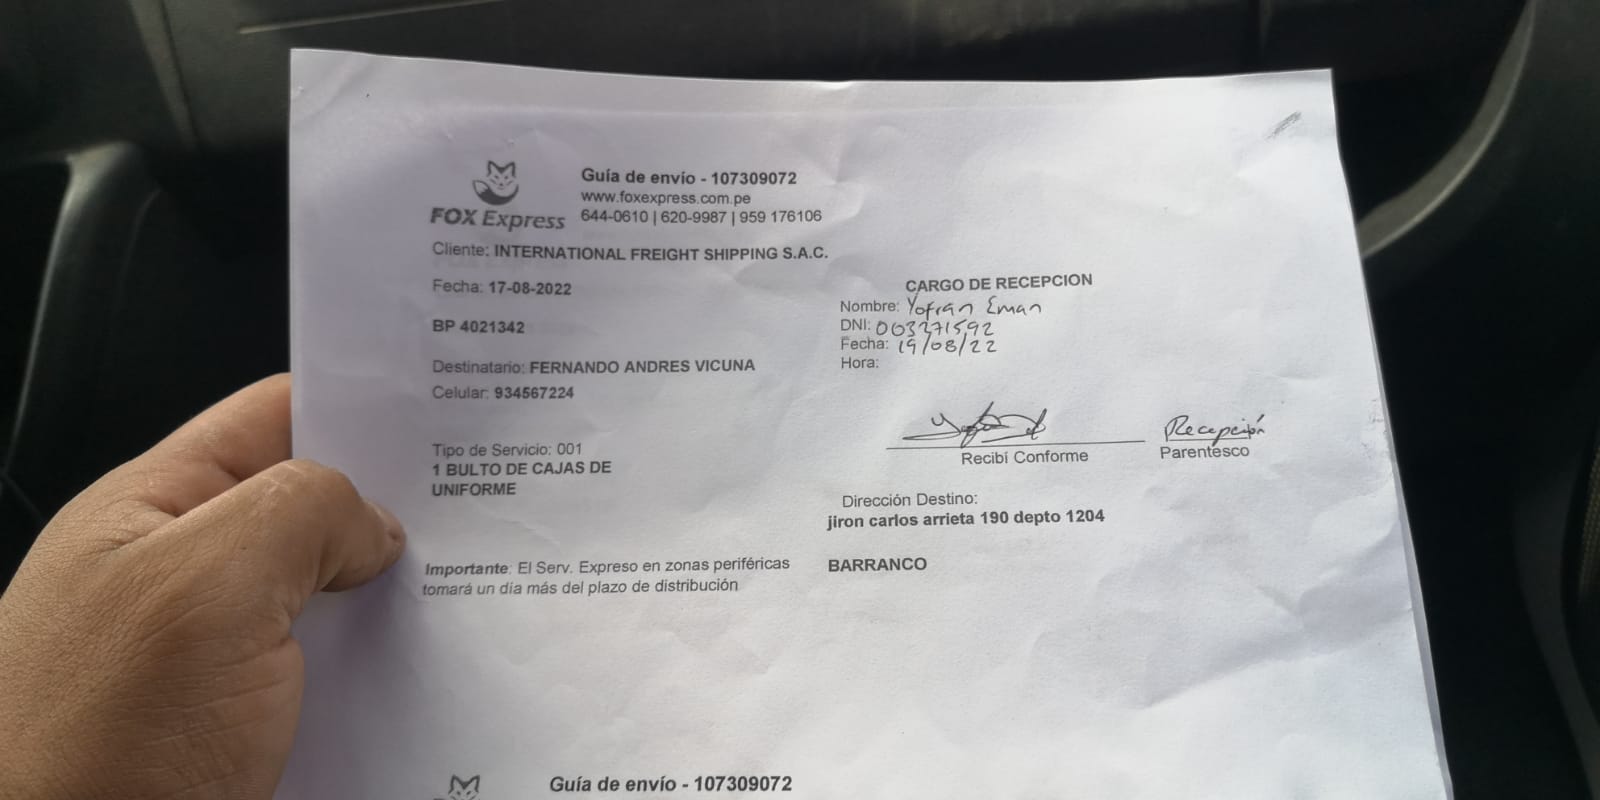 Guía de envío - 107309072
www.foxexpress.com.pe
FOX Express
644-0610 | 620-9987 | 959 176106
Cliente: INTERNATIONAL FREIGHT SHIPPING S.A.C.
Fecha: 17-08-2022
BP 4021342
Destinatario: FERNANDO ANDRES VICUNA
Celular: 934567224
Tipo de Servicio: 001
1 BULTO DE CAJAS DE
UNIFORME
Importante: El Serv. Expreso en zonas periféricas
tomará un día más del plazo de distribución
CARGO DE RECEPCION
Nombre: Yofran Eman
DNI: 003271592
Fecha: 19/08/22
Hora:
Recepción
Recibí Conforme
Parentesco
Dirección Destino:
jiron carlos arrieta 190 depto 1204
BARRANCO
Guía de envío - 107309072